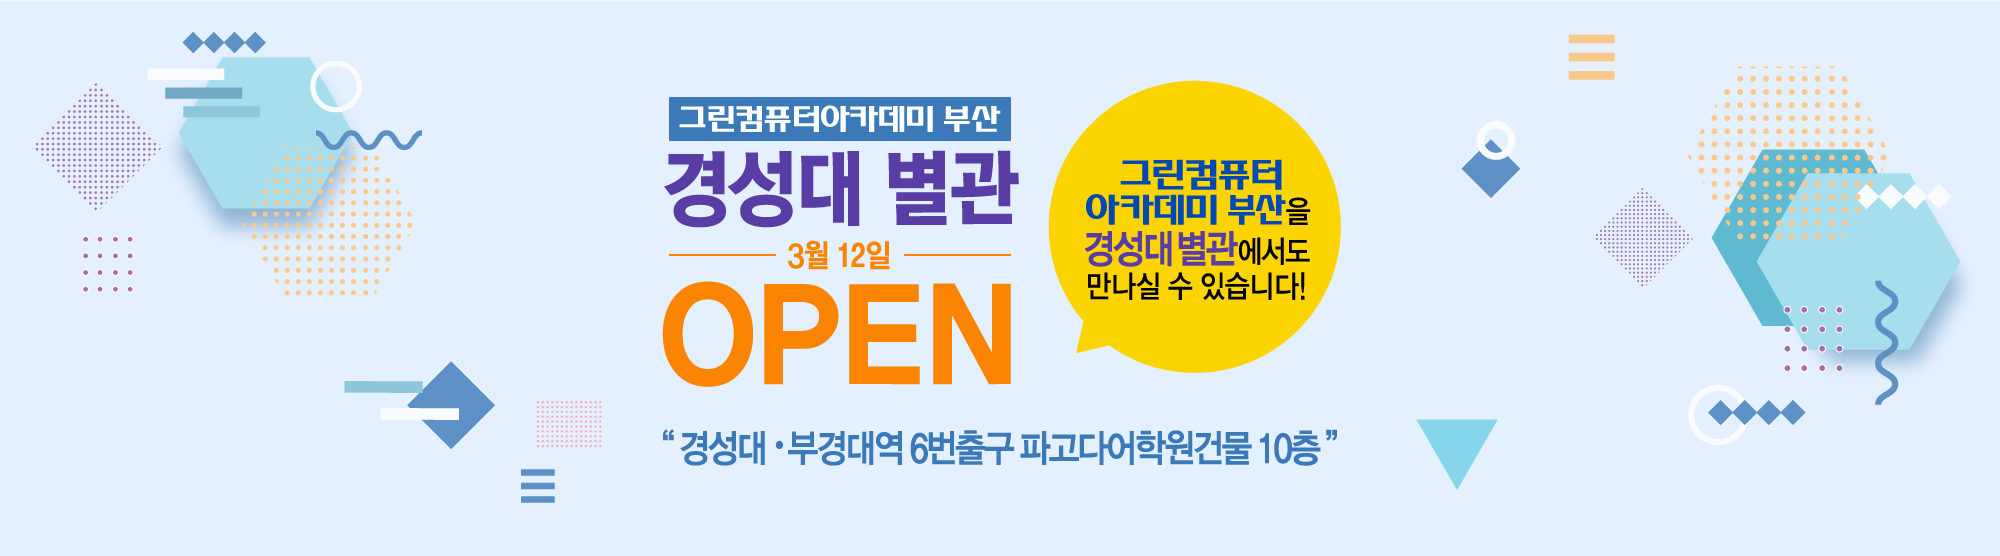 그린컴퓨터아카데미 부산
경성대 별관
3월 12일
OPEN
그린컴퓨터
아카데미 부산을
경성대 별관에서도
만나실 수 있습니다!
“ 경성대 • 부경대역 6번출구 파고다어학원건물 10층 ”